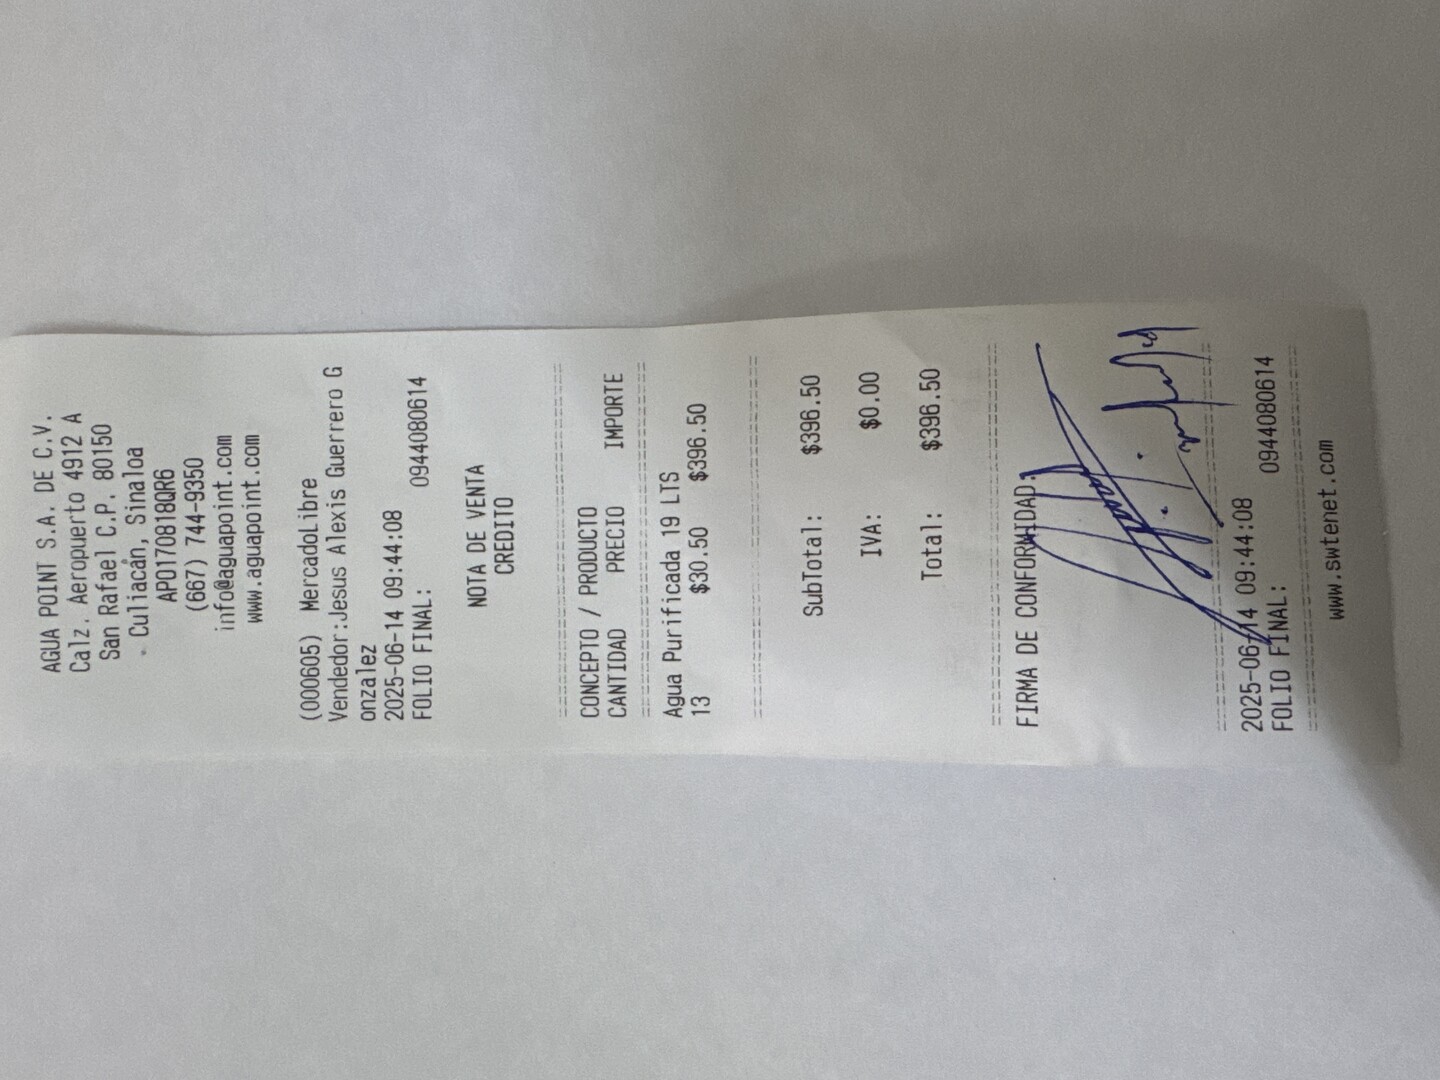 AGUA POINT S.A. DE C.V.
Calz. Aeropuerto 4912 A
San Rafael C.P. 80150
Culiacán, Sinaloa
APO170818QR6
(667) 744-9350
info@aguapoint.com
www.aguapoint.com
(000605) MercadoLibre
Vendedor:Jesus Alexis Guerrero G
onzalez
2025-06-14 09:44:08
FOLIO FINAL: 0944080614
NOTA DE VENTA
CREDITO
CONCEPTO / PRODUCTO
CANTIDAD PRECIO IMPORTE
Agua Purificada 19 LTS
13 $30.50 $396.50
SubTotal: $396.50
IVA: $0.00
Total: $396.50
FIRMA DE CONFORMIDAD:
2025-06-14 09:44:08
FOLIO FINAL: 0944080614
www.swtenet.com